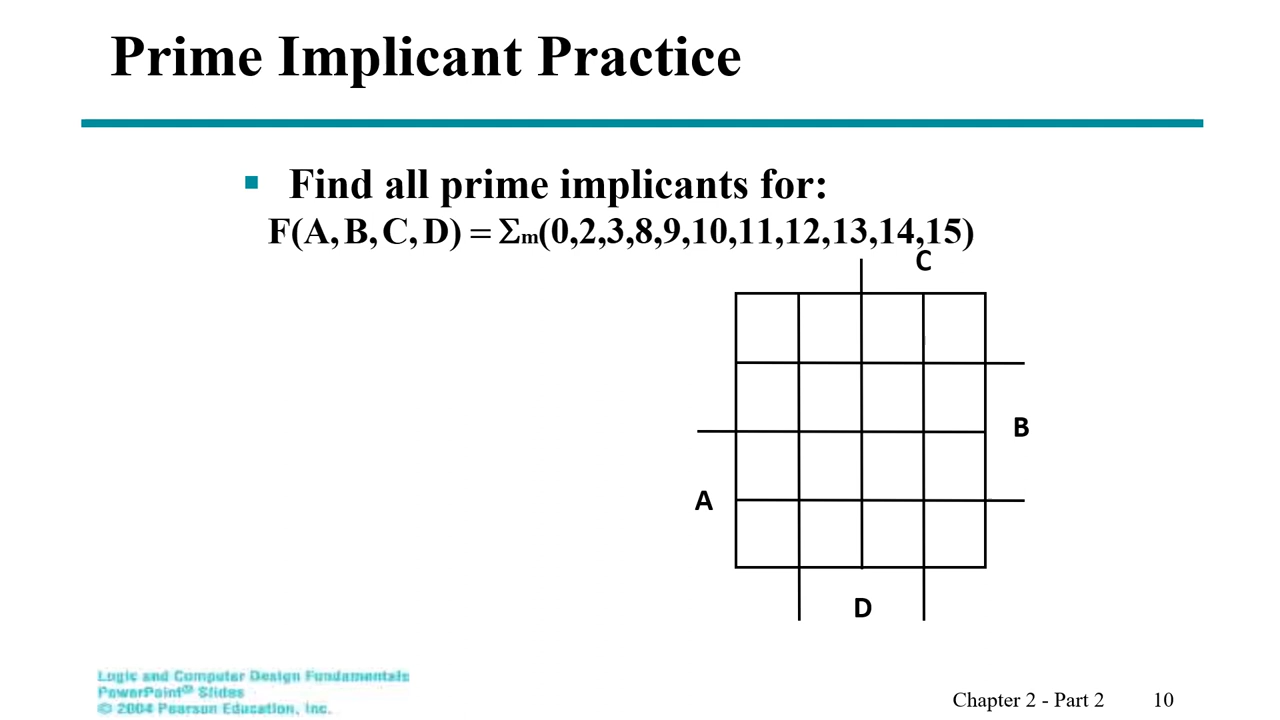 Prime Implicant Practice
▪ Find all prime implicants for:
F(A, B, C, D) = Σm(0,2,3,8,9,10,11,12,13,14,15)
C
B
A
D
Logic and Computer Design Fundamentals
PowerPoint® Slides
© 2004 Pearson Education, Inc.
Chapter 2 - Part 2 10